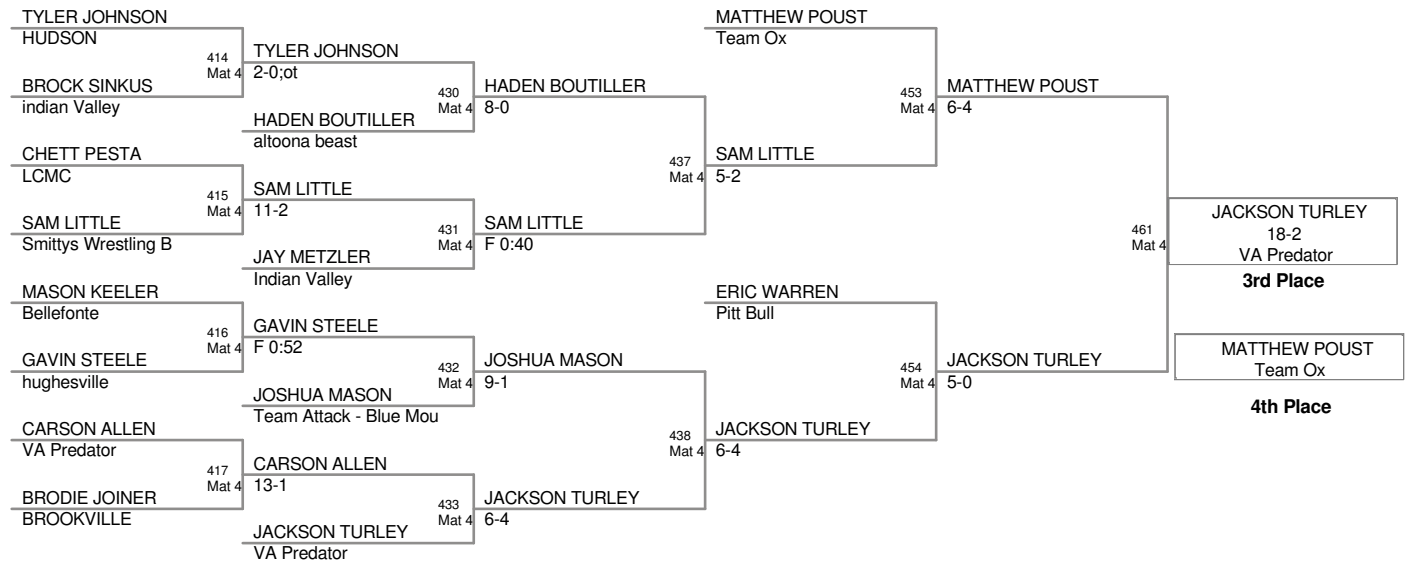 TYLER JOHNSON
HUDSON
414
Mat 4
BROCK SINKUS
indian Valley
CHETT PESTA
LCMC
415
Mat 4
SAM LITTLE
Smittys Wrestling B
MASON KEELER
Bellefonte
416
Mat 4
GAVIN STEELE
hughesville
CARSON ALLEN
VA Predator
417
Mat 4
BRODIE JOINER
BROOKVILLE
TYLER JOHNSON
2-0;ot
430
Mat 4
HADEN BOUTILLER
altoona beast
SAM LITTLE
11-2
431
Mat 4
JAY METZLER
Indian Valley
GAVIN STEELE
F 0:52
432
Mat 4
JOSHUA MASON
Team Attack - Blue Mou
CARSON ALLEN
13-1
433
Mat 4
JACKSON TURLEY
VA Predator
HADEN BOUTILLER
8-0
437
Mat 4
SAM LITTLE
F 0:40
JOSHUA MASON
9-1
438
Mat 4
JACKSON TURLEY
6-4
MATTHEW POUST
Team Ox
453
Mat 4
SAM LITTLE
5-2
ERIC WARREN
Pitt Bull
454
Mat 4
JACKSON TURLEY
6-4
MATTHEW POUST
6-4
461
Mat 4
JACKSON TURLEY
5-0
JACKSON TURLEY
18-2
VA Predator
3rd Place
MATTHEW POUST
Team Ox
4th Place